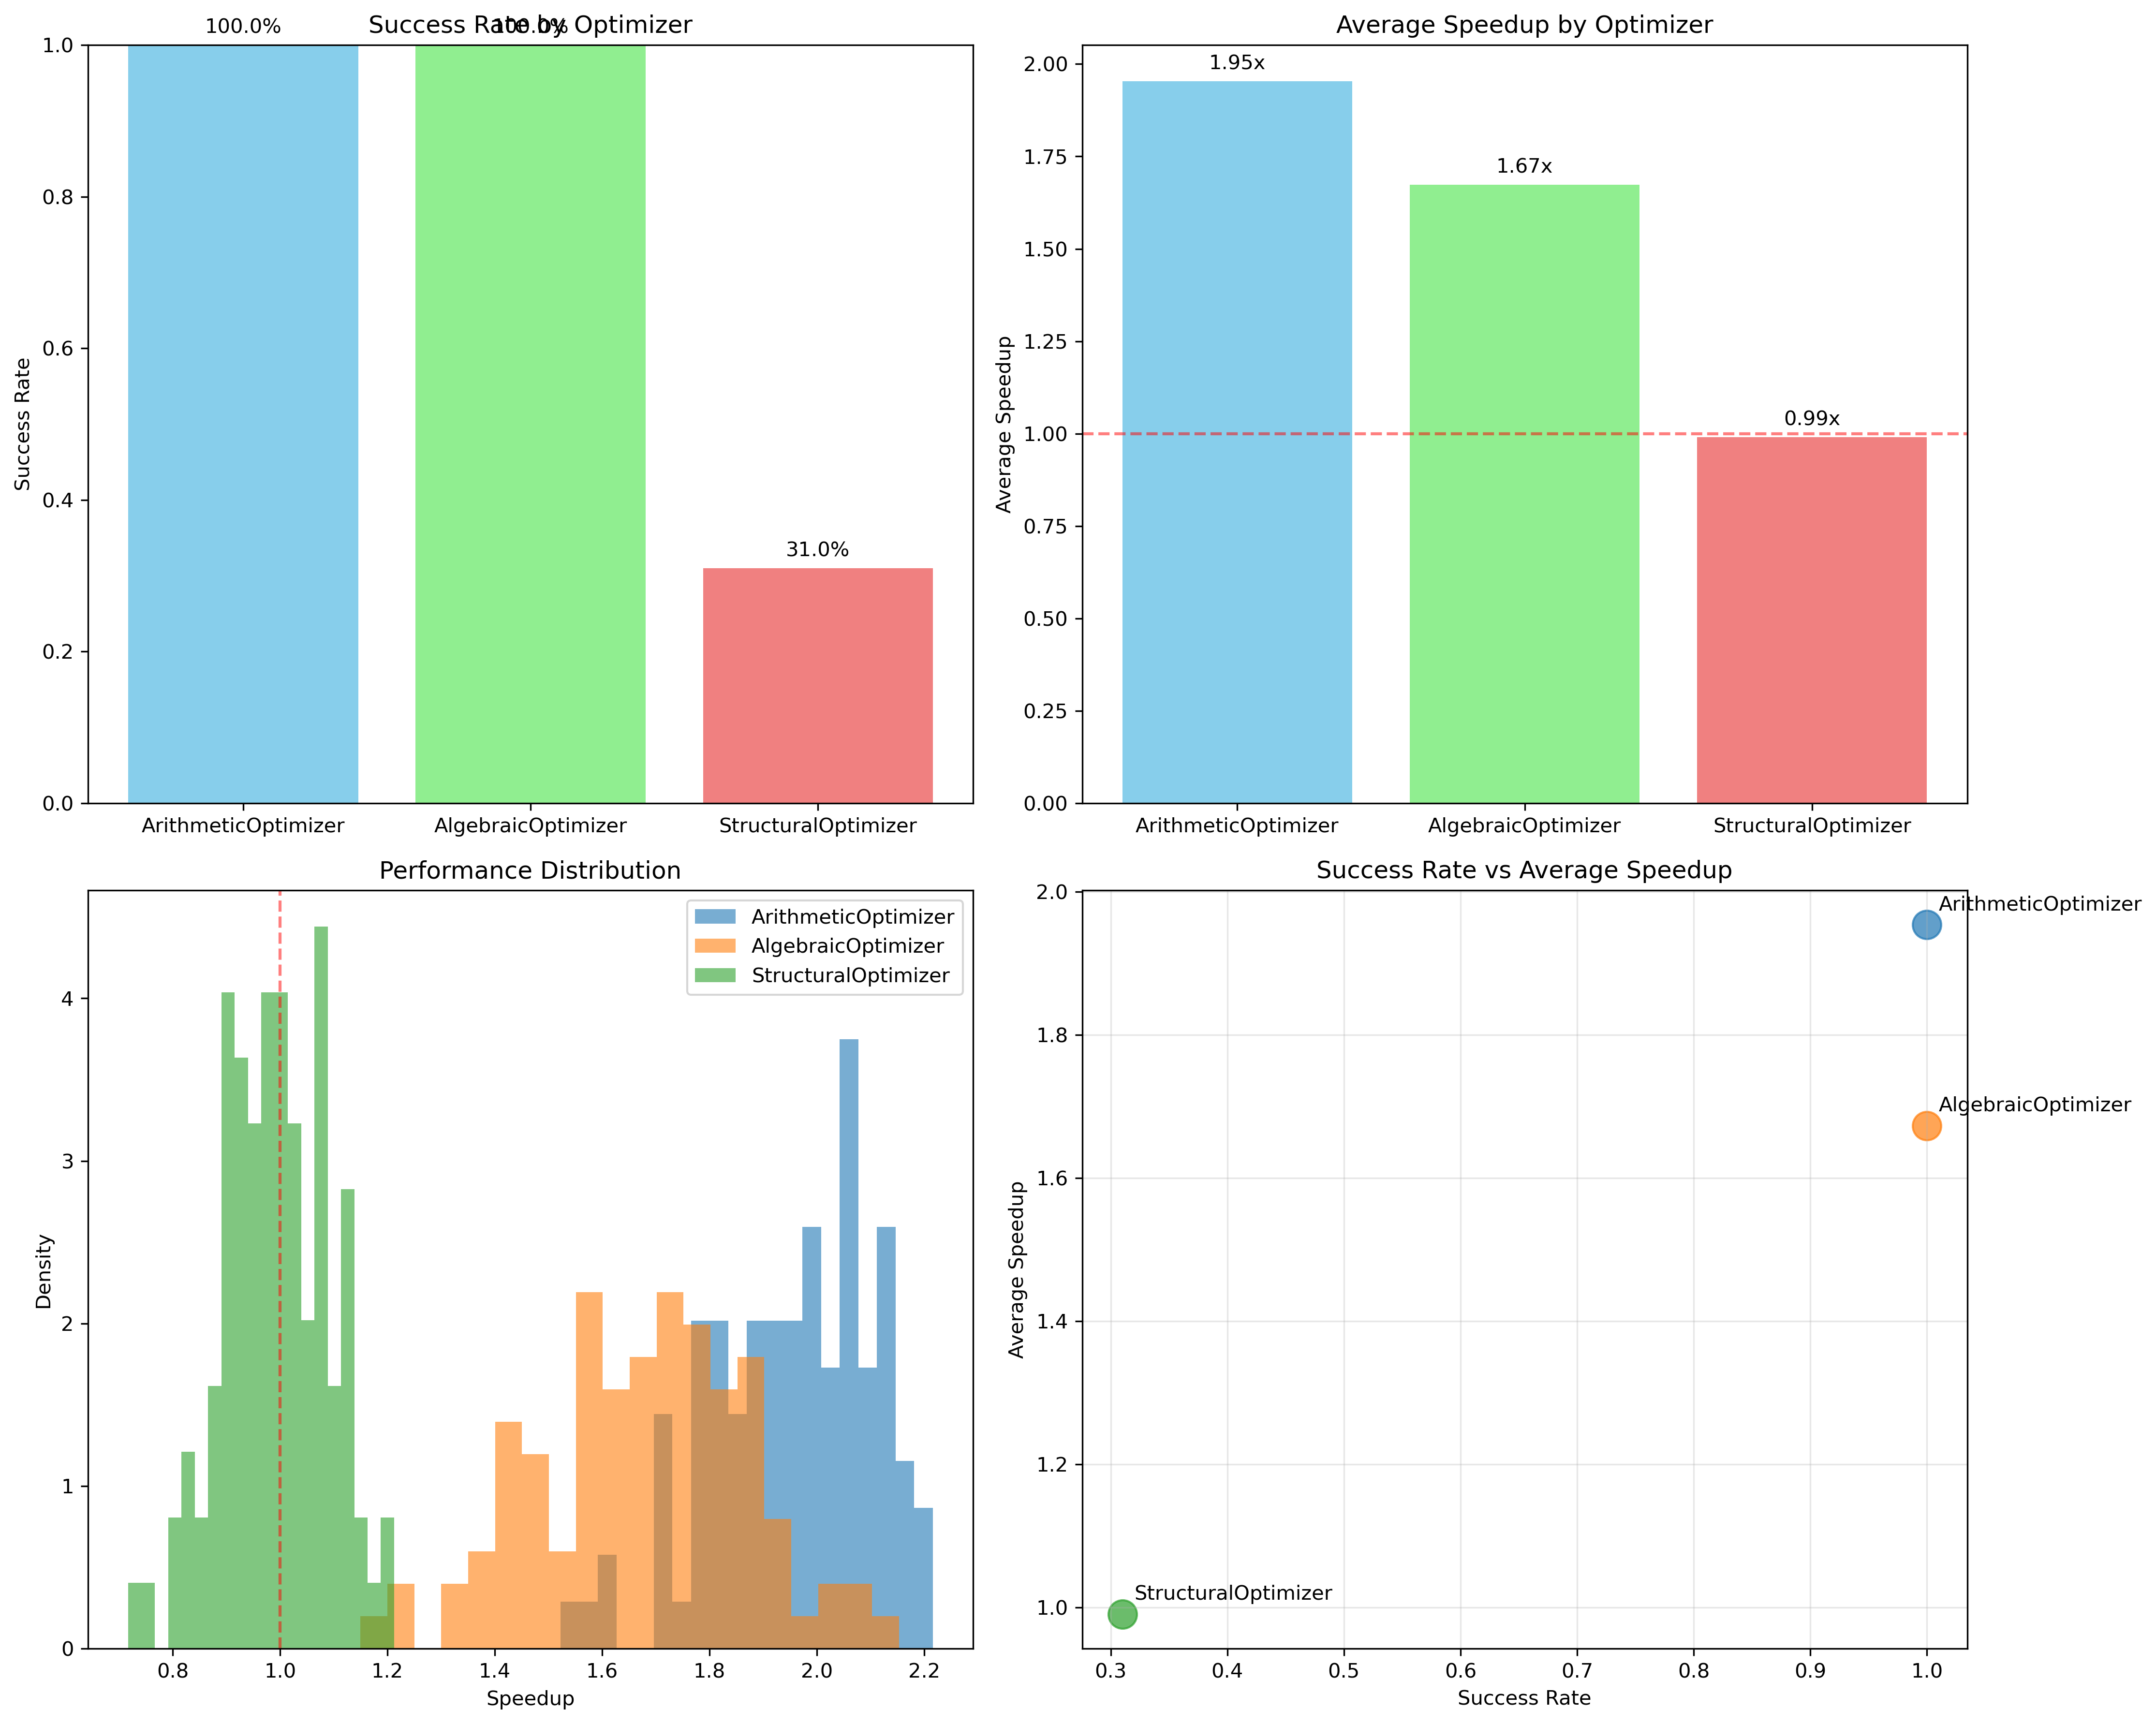 Success Rate by Optimizer
100.0%
100.0%
31.0%
Success Rate
1.0
0.8
0.6
0.4
0.2
0.0
ArithmeticOptimizer
AlgebraicOptimizer
StructuralOptimizer
Average Speedup by Optimizer
1.95x
1.67x
0.99x
Average Speedup
2.00
1.75
1.50
1.25
1.00
0.75
0.50
0.25
0.00
ArithmeticOptimizer
AlgebraicOptimizer
StructuralOptimizer
Performance Distribution
ArithmeticOptimizer
AlgebraicOptimizer
StructuralOptimizer
Density
4
3
2
1
0
0.8 1.0 1.2 1.4 1.6 1.8 2.0 2.2
Speedup
Success Rate vs Average Speedup
ArithmeticOptimizer
AlgebraicOptimizer
StructuralOptimizer
Average Speedup
2.0
1.8
1.6
1.4
1.2
1.0
0.3 0.4 0.5 0.6 0.7 0.8 0.9 1.0
Success Rate